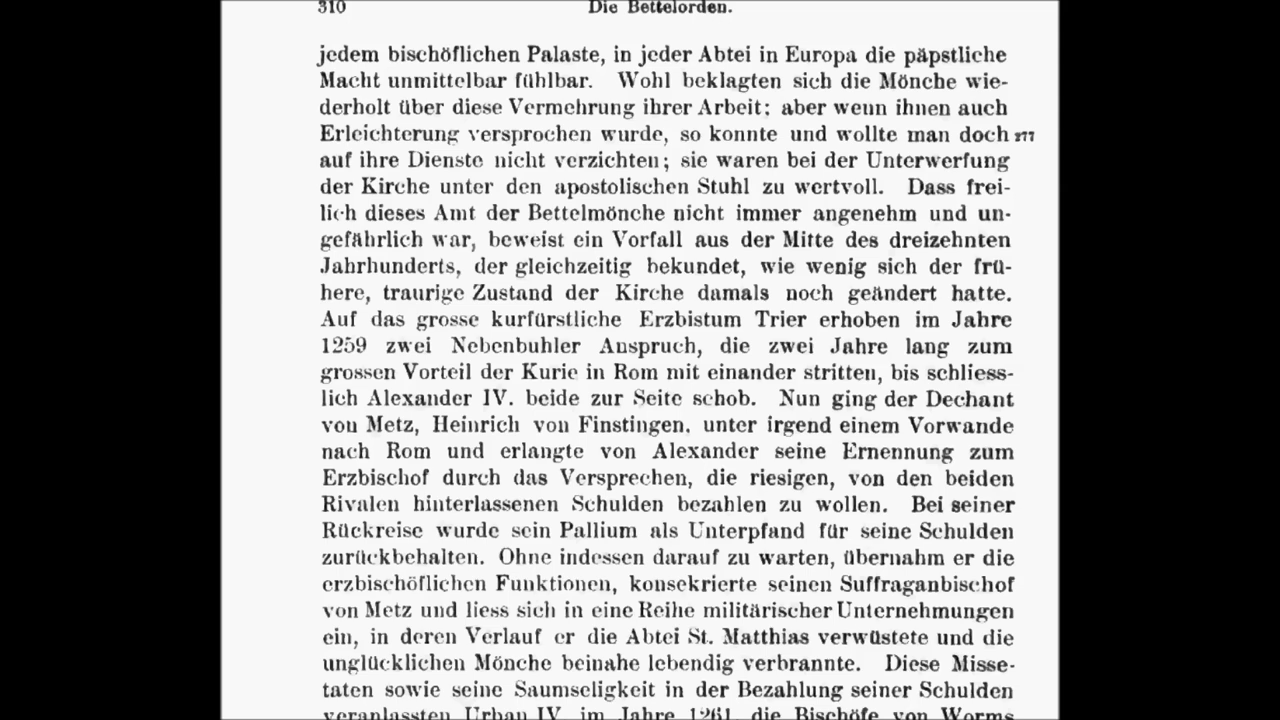 310 Die Bettelorden.
jedem bischöflichen Palaste, in jeder Abtei in Europa die päpstliche
Macht unmittelbar fühlbar. Wohl beklagten sich die Mönche wie-
derholt über diese Vermehrung ihrer Arbeit; aber wenn ihnen auch
Erleichterung versprochen wurde, so konnte und wollte man doch 277
auf ihre Dienste nicht verzichten; sie waren bei der Unterwerfung
der Kirche unter den apostolischen Stuhl zu wertvoll. Dass frei-
lich dieses Amt der Bettelmönche nicht immer angenehm und un-
gefährlich war, beweist ein Vorfall aus der Mitte des dreizehnten
Jahrhunderts, der gleichzeitig bekundet, wie wenig sich der frü-
here, traurige Zustand der Kirche damals noch geändert hatte.
Auf das grosse kurfürstliche Erzbistum Trier erhoben im Jahre
1259 zwei Nebenbuhler Anspruch, die zwei Jahre lang zum
grossen Vorteil der Kurie in Rom mit einander stritten, bis schliess-
lich Alexander IV. beide zur Seite schob. Nun ging der Dechant
von Metz, Heinrich von Finstingen, unter irgend einem Vorwande
nach Rom und erlangte von Alexander seine Ernennung zum
Erzbischof durch das Versprechen, die riesigen, von den beiden
Rivalen hinterlassenen Schulden bezahlen zu wollen. Bei seiner
Rückreise wurde sein Pallium als Unterpfand für seine Schulden
zurückbehalten. Ohne indessen darauf zu warten, übernahm er die
erzbischöflichen Funktionen, konsekrierte seinen Suffraganbischof
von Metz und liess sich in eine Reihe militärischer Unternehmungen
ein, in deren Verlauf er die Abtei St. Matthias verwüstete und die
unglücklichen Mönche beinahe lebendig verbrannte. Diese Misse-
taten sowie seine Saumseligkeit in der Bezahlung seiner Schulden
veranlassten Urban IV. im Jahre 1261, die Bischöfe von Worms